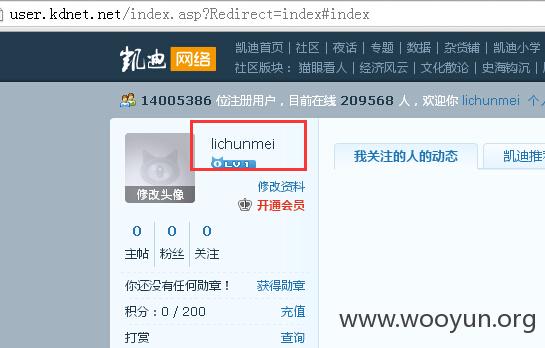 user.kdnet.net/index.asp?Redirect=index#index
凯迪 网络
凯迪首页 | 社区 | 夜话 | 专题 | 数据 | 杂货铺 | 凯迪小学
社区版块： 猫眼看人 | 经济风云 | 文化散论 | 史海钩沉
14005386 位注册用户，目前在线 209568 人，欢迎你 lichunmei 个人
lichunmei
LV.1
修改头像
修改资料
开通会员
0 0 0
主帖 粉丝 关注
你还没有任何勋章！ 获得勋章
积分：0 / 200 充值
打赏 查询
我关注的人的动态
凯迪推荐
www.wooyun.org